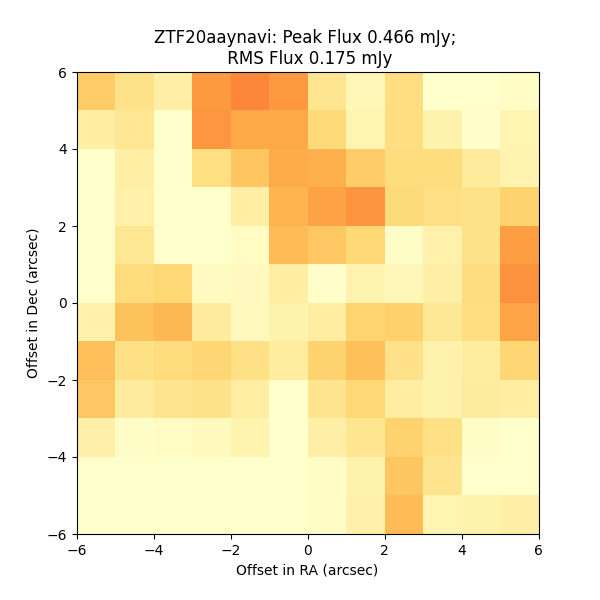 ZTF20aaynavi: Peak Flux 0.466 mJy;
RMS Flux 0.175 mJy
6
4
2
0
−2
−4
−6
Offset in Dec (arcsec)
−6 −4 −2 0 2 4 6
Offset in RA (arcsec)